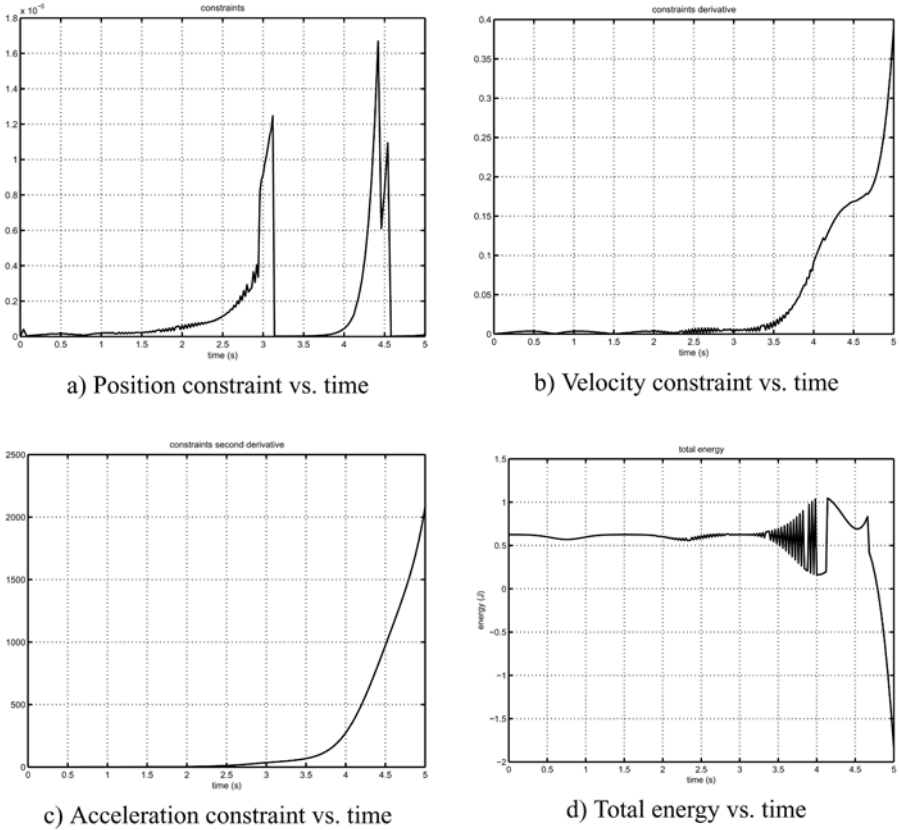 constraints
x 10⁻⁵
1.8
1.6
1.4
1.2
1
0.8
0.6
0.4
0.2
0
0 0.5 1 1.5 2 2.5 3 3.5 4 4.5 5
time (s)
a) Position constraint vs. time
constraints derivative
0.4
0.35
0.3
0.25
0.2
0.15
0.1
0.05
0
0 0.5 1 1.5 2 2.5 3 3.5 4 4.5 5
time (s)
b) Velocity constraint vs. time
constraints second derivative
2500
2000
1500
1000
500
0
0 0.5 1 1.5 2 2.5 3 3.5 4 4.5 5
time (s)
c) Acceleration constraint vs. time
total energy
1.5
1
0.5
0
−0.5
−1
−1.5
−2
energy (J)
0 0.5 1 1.5 2 2.5 3 3.5 4 4.5 5
time (s)
d) Total energy vs. time